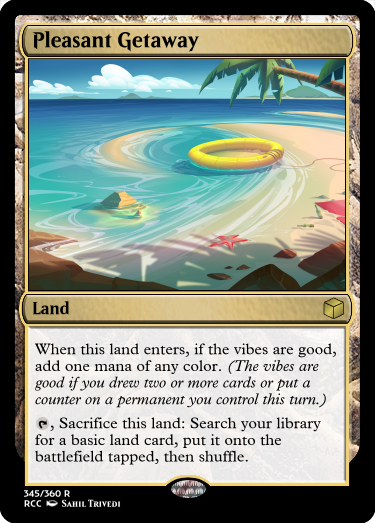 Pleasant Getaway
Land
When this land enters, if the vibes are good,
add one mana of any color. (The vibes are
good if you drew two or more cards or put a
counter on a permanent you control this turn.)
, Sacrifice this land: Search your library
for a basic land card, put it onto the
battlefield tapped, then shuffle.
345/360 R
RCC Sahil Trivedi